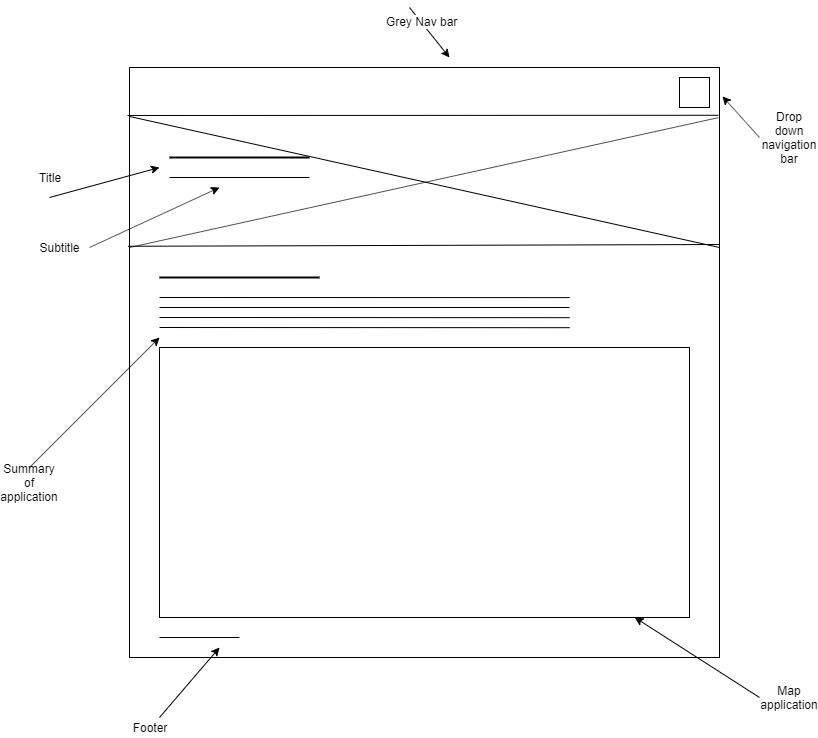 Grey Nav bar
Drop
down
navigation
bar
Title
Subtitle
Summary
of
application
Map
application
Footer